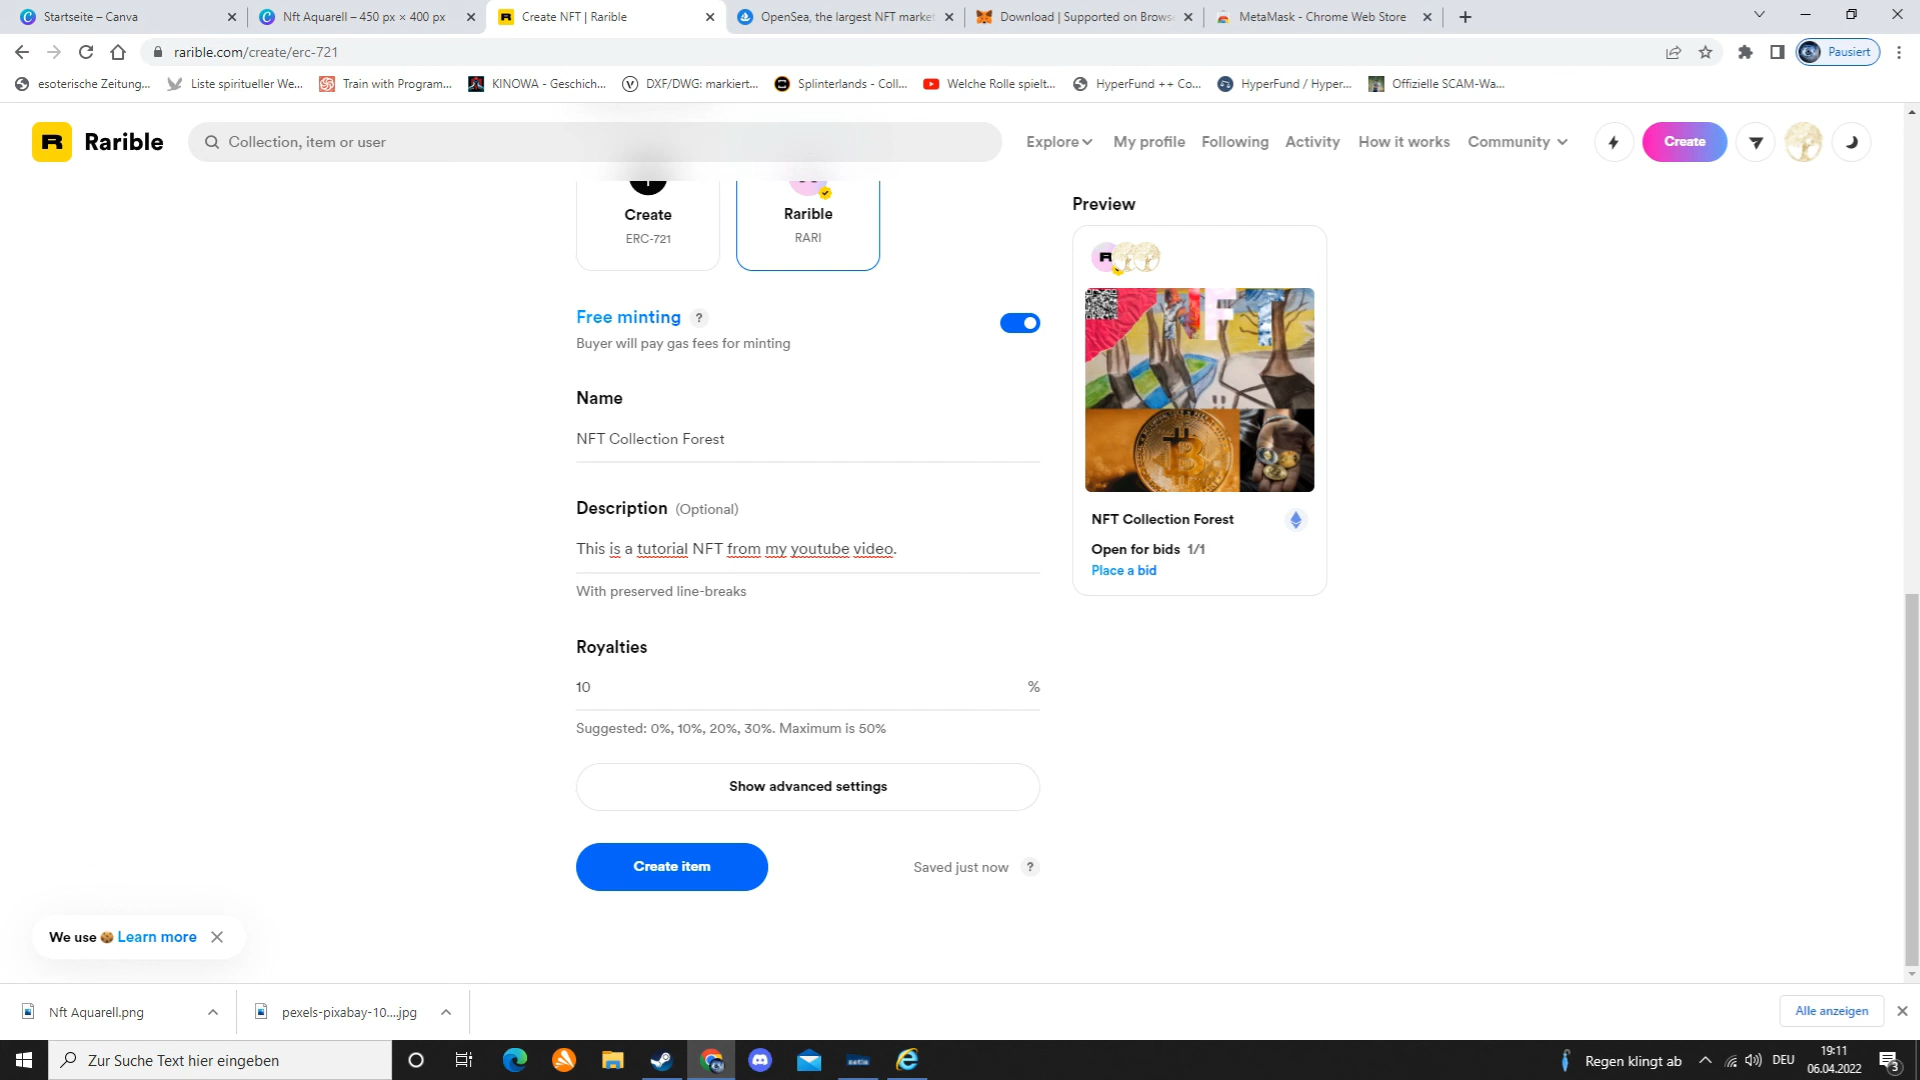 Startseite – Canva
Nft Aquarell – 450 px × 400 px
Create NFT | Rarible
OpenSea, the largest NFT market
Download | Supported on Brows
MetaMask - Chrome Web Store
rarible.com/create/erc-721
Pausiert
esoterische Zeitung...
Liste spiritueller We...
Train with Program...
KINOWA - Geschich...
DXF/DWG: markiert...
Splinterlands - Coll...
Welche Rolle spielt...
HyperFund ++ Co...
HyperFund / Hyper...
Offizielle SCAM-Wa...
R Rarible
Collection, item or user
Explore
My profile
Following
Activity
How it works
Community
Create
Create
ERC-721
Rarible
RARI
Preview
Free minting ?
Buyer will pay gas fees for minting
Name
NFT Collection Forest
Description (Optional)
This is a tutorial NFT from my youtube video.
With preserved line-breaks
NFT Collection Forest
Open for bids 1/1
Place a bid
Royalties
10 %
Suggested: 0%, 10%, 20%, 30%. Maximum is 50%
Show advanced settings
Create item
Saved just now ?
We use Learn more
Nft Aquarell.png
pexels-pixabay-10....jpg
Alle anzeigen
Zur Suche Text hier eingeben
Regen klingt ab
DEU
19:11
06.04.2022
3